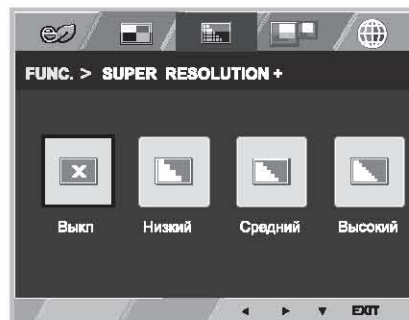 FUNC. > SUPER RESOLUTION +
Выкл Низкий Средний Высокий
EXIT